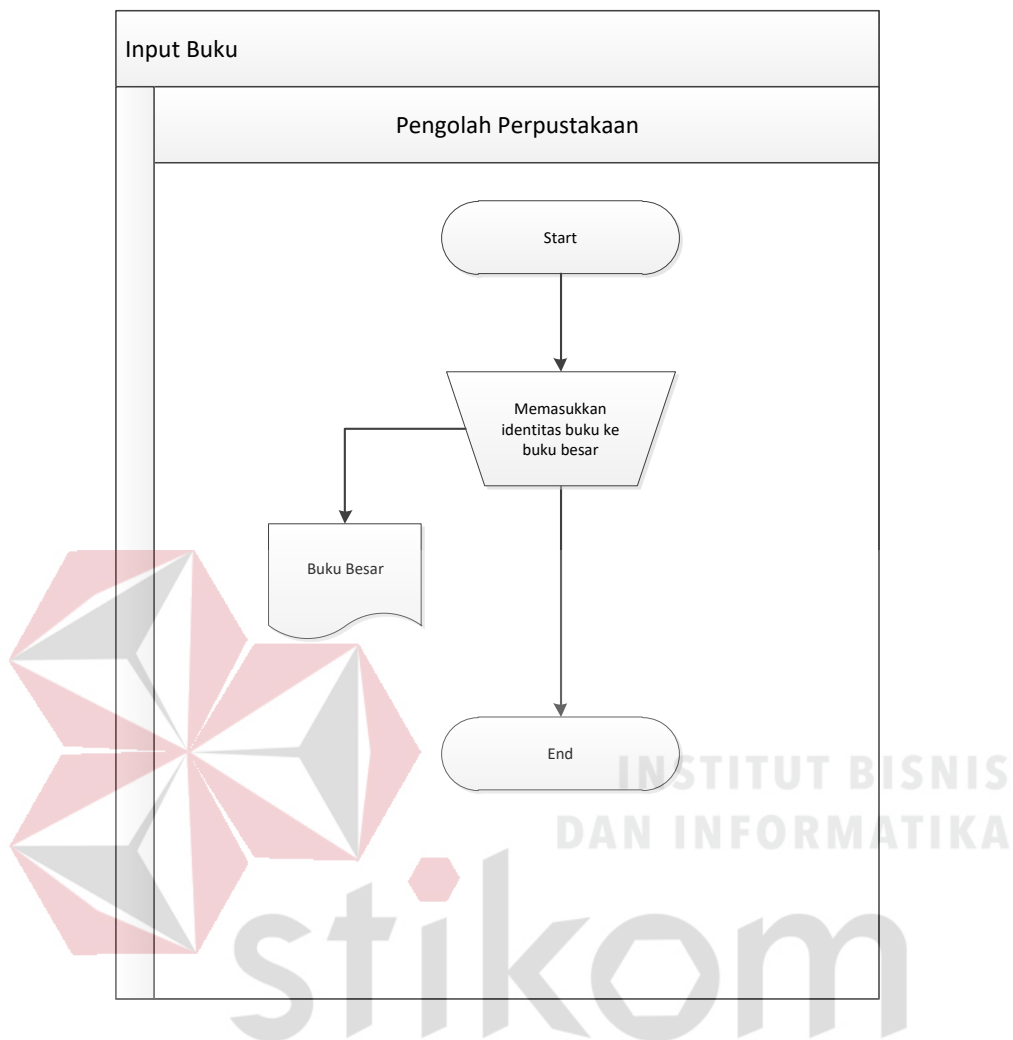 Input Buku
Pengolah Perpustakaan
Start
Memasukkan
identitas buku ke
buku besar
Buku Besar
End
INSTITUT BISNIS
DAN INFORMATIKA
stikom